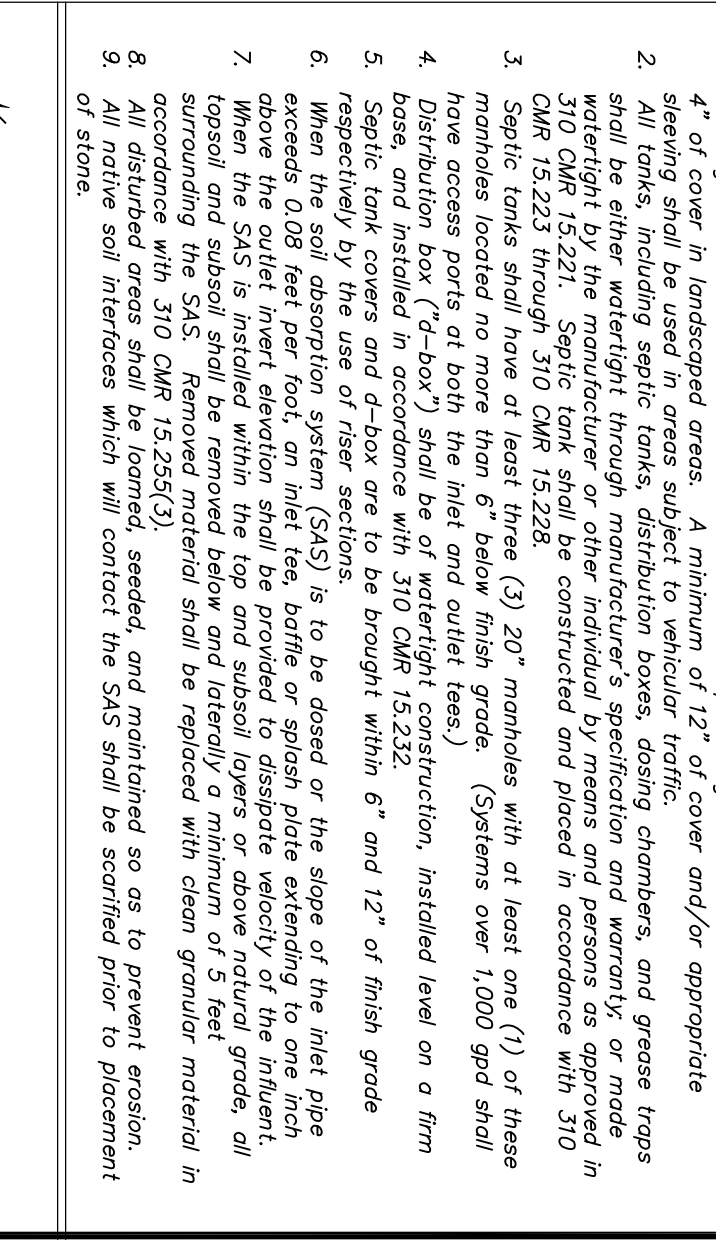 4" of cover in landscaped areas. A minimum of 12" of cover and/or appropriate
sleeving shall be used in areas subject to vehicular traffic.
2. All tanks, including septic tanks, distribution boxes, dosing chambers, and grease traps
shall be either watertight through manufacturer's specification and warranty, or made
watertight by the manufacturer or other individual by means and persons as approved in
310 CMR 15.221. Septic tank shall be constructed and placed in accordance with 310
CMR 15.223 through 310 CMR 15.228.
3. Septic tanks shall have at least three (3) 20" manholes with at least one (1) of these
manholes located no more than 6" below finish grade. (Systems over 1,000 gpd shall
have access ports at both the inlet and outlet tees.)
4. Distribution box ("d-box") shall be of watertight construction, installed level on a firm
base, and installed in accordance with 310 CMR 15.232.
5. Septic tank covers and d-box are to be brought within 6" and 12" of finish grade
respectively by the use of riser sections.
6. When the soil absorption system (SAS) is to be dosed or the slope of the inlet pipe
exceeds 0.08 feet per foot, an inlet tee, baffle or splash plate extending to one inch
above the outlet invert elevation shall be provided to dissipate velocity of the influent.
7. When the SAS is installed within the top and subsoil layers or above natural grade, all
topsoil and subsoil shall be removed below and laterally a minimum of 5 feet
surrounding the SAS. Removed material shall be replaced with clean granular material in
accordance with 310 CMR 15.255(3).
8. All disturbed areas shall be loamed, seeded, and maintained so as to prevent erosion.
9. All native soil interfaces which will contact the SAS shall be scarified prior to placement
of stone.